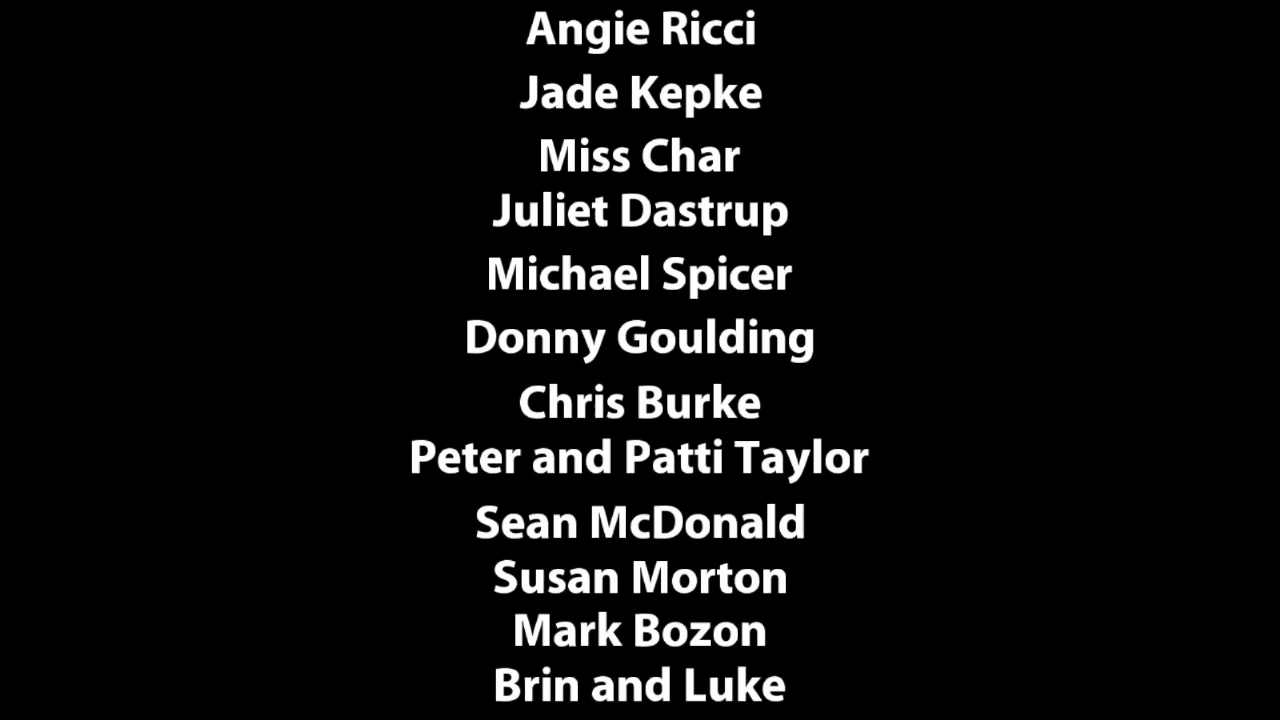 Angie Ricci
Jade Kepke
Miss Char
Juliet Dastrup
Michael Spicer
Donny Goulding
Chris Burke
Peter and Patti Taylor
Sean McDonald
Susan Morton
Mark Bozon
Brin and Luke